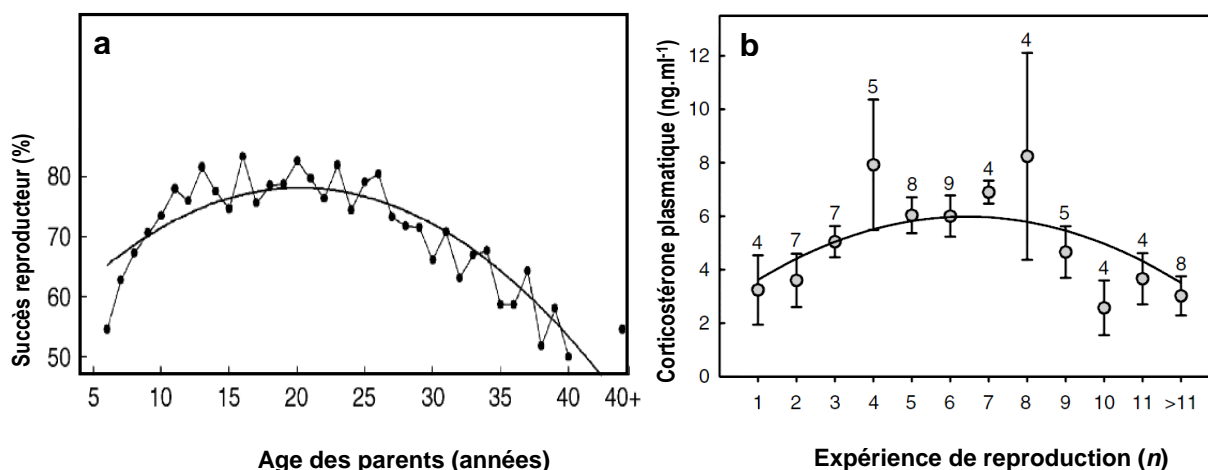 a
Succès reproducteur (%)
80
70
60
50
5 10 15 20 25 30 35 40 40+
Age des parents (années)
b
Corticostérone plasmatique (ng.ml-1)
12
10
8
6
4
2
0
4 7 7 5 8 9 4 4 5 4 4 8
1 2 3 4 5 6 7 8 9 10 11 >11
Expérience de reproduction (n)